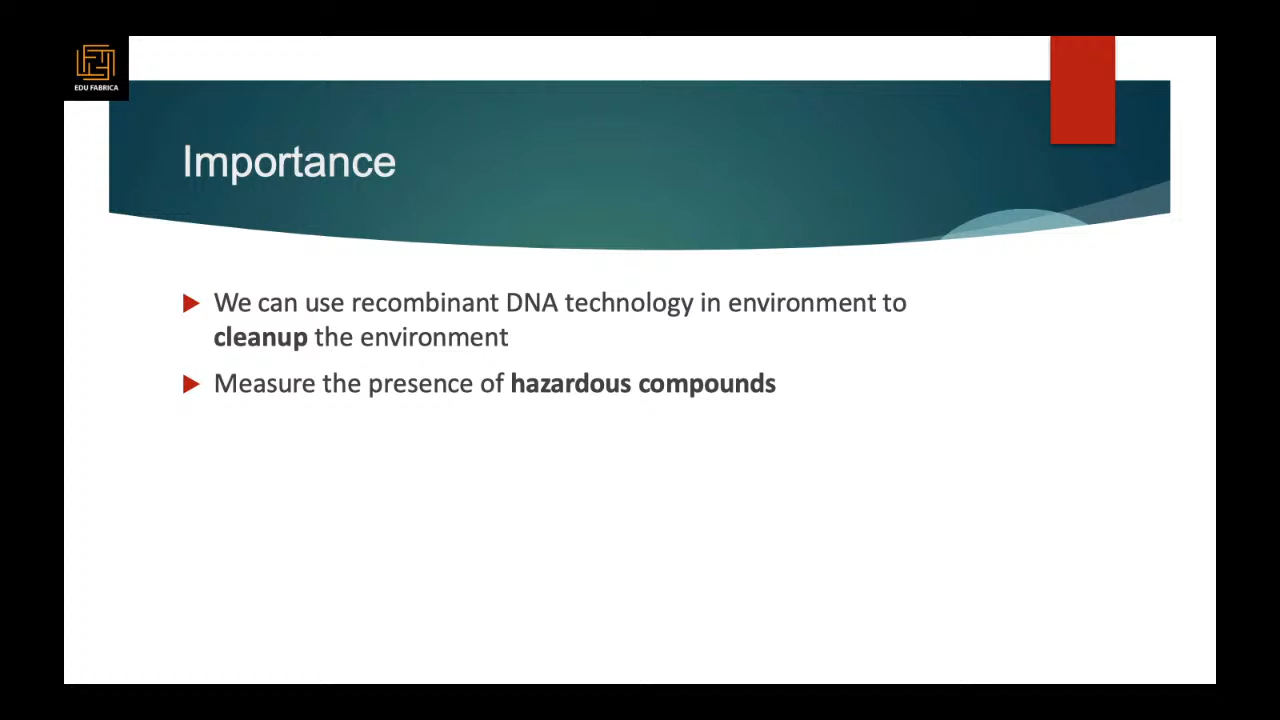 EDU FABRICA
Importance
We can use recombinant DNA technology in environment to
cleanup the environment
Measure the presence of hazardous compounds